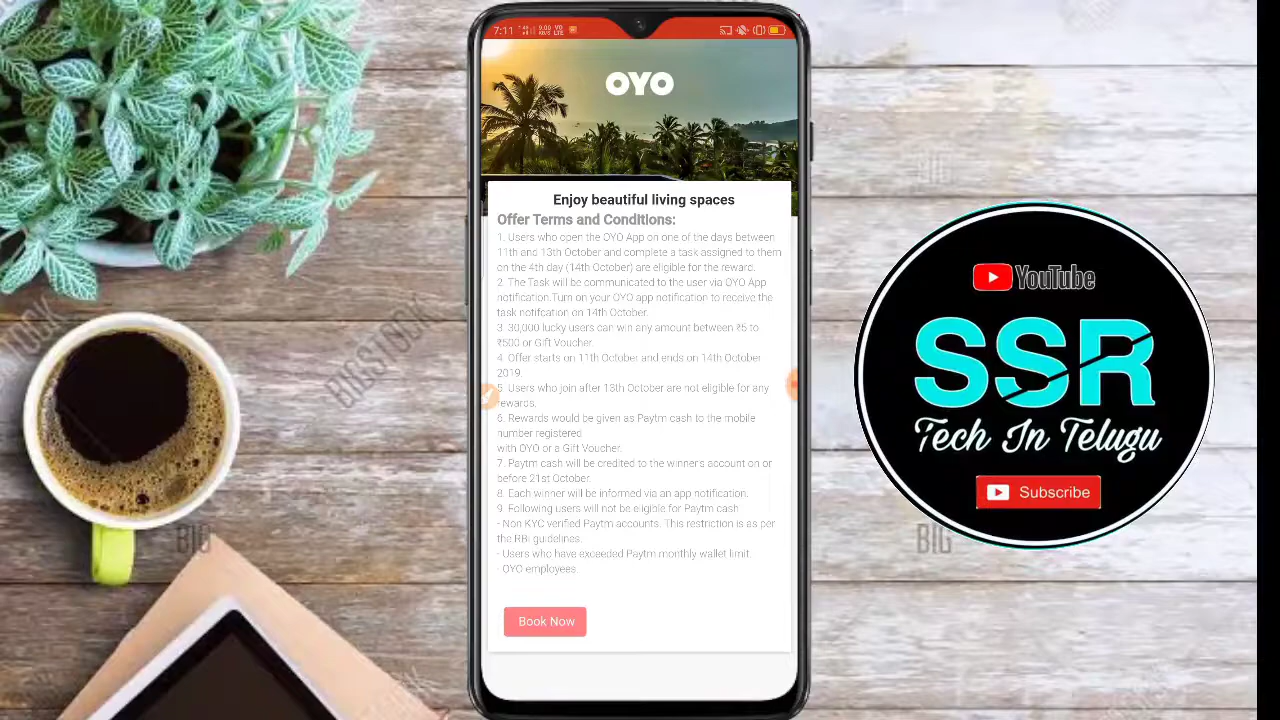 7:11
9.00
KB/S
VO
LTE
OYO
Enjoy beautiful living spaces
Offer Terms and Conditions:
1. Users who open the OYO App on one of the days between
11th and 13th October and complete a task assigned to them
on the 4th day (14th October) are eligible for the reward.
2. The Task will be communicated to the user via OYO App
notification.Turn on your OYO app notification to receive the
task notifcation on 14th October.
3. 30,000 lucky users can win any amount between ₹5 to
₹500 or Gift Voucher.
4. Offer starts on 11th October and ends on 14th October
2019.
5. Users who join after 13th October are not eligible for any
rewards.
6. Rewards would be given as Paytm cash to the mobile
number registered
with OYO or a Gift Voucher.
7. Paytm cash will be credited to the winner's account on or
before 21st October.
8. Each winner will be informed via an app notification.
9. Following users will not be eligible for Paytm cash
- Non KYC verified Paytm accounts. This restriction is as per
the RBI guidelines.
- Users who have exceeded Paytm monthly wallet limit.
- OYO employees.
Book Now
YouTube
SSR
Tech In Telugu
Subscribe
BIGSTOCK
BIG
BIG
BIG